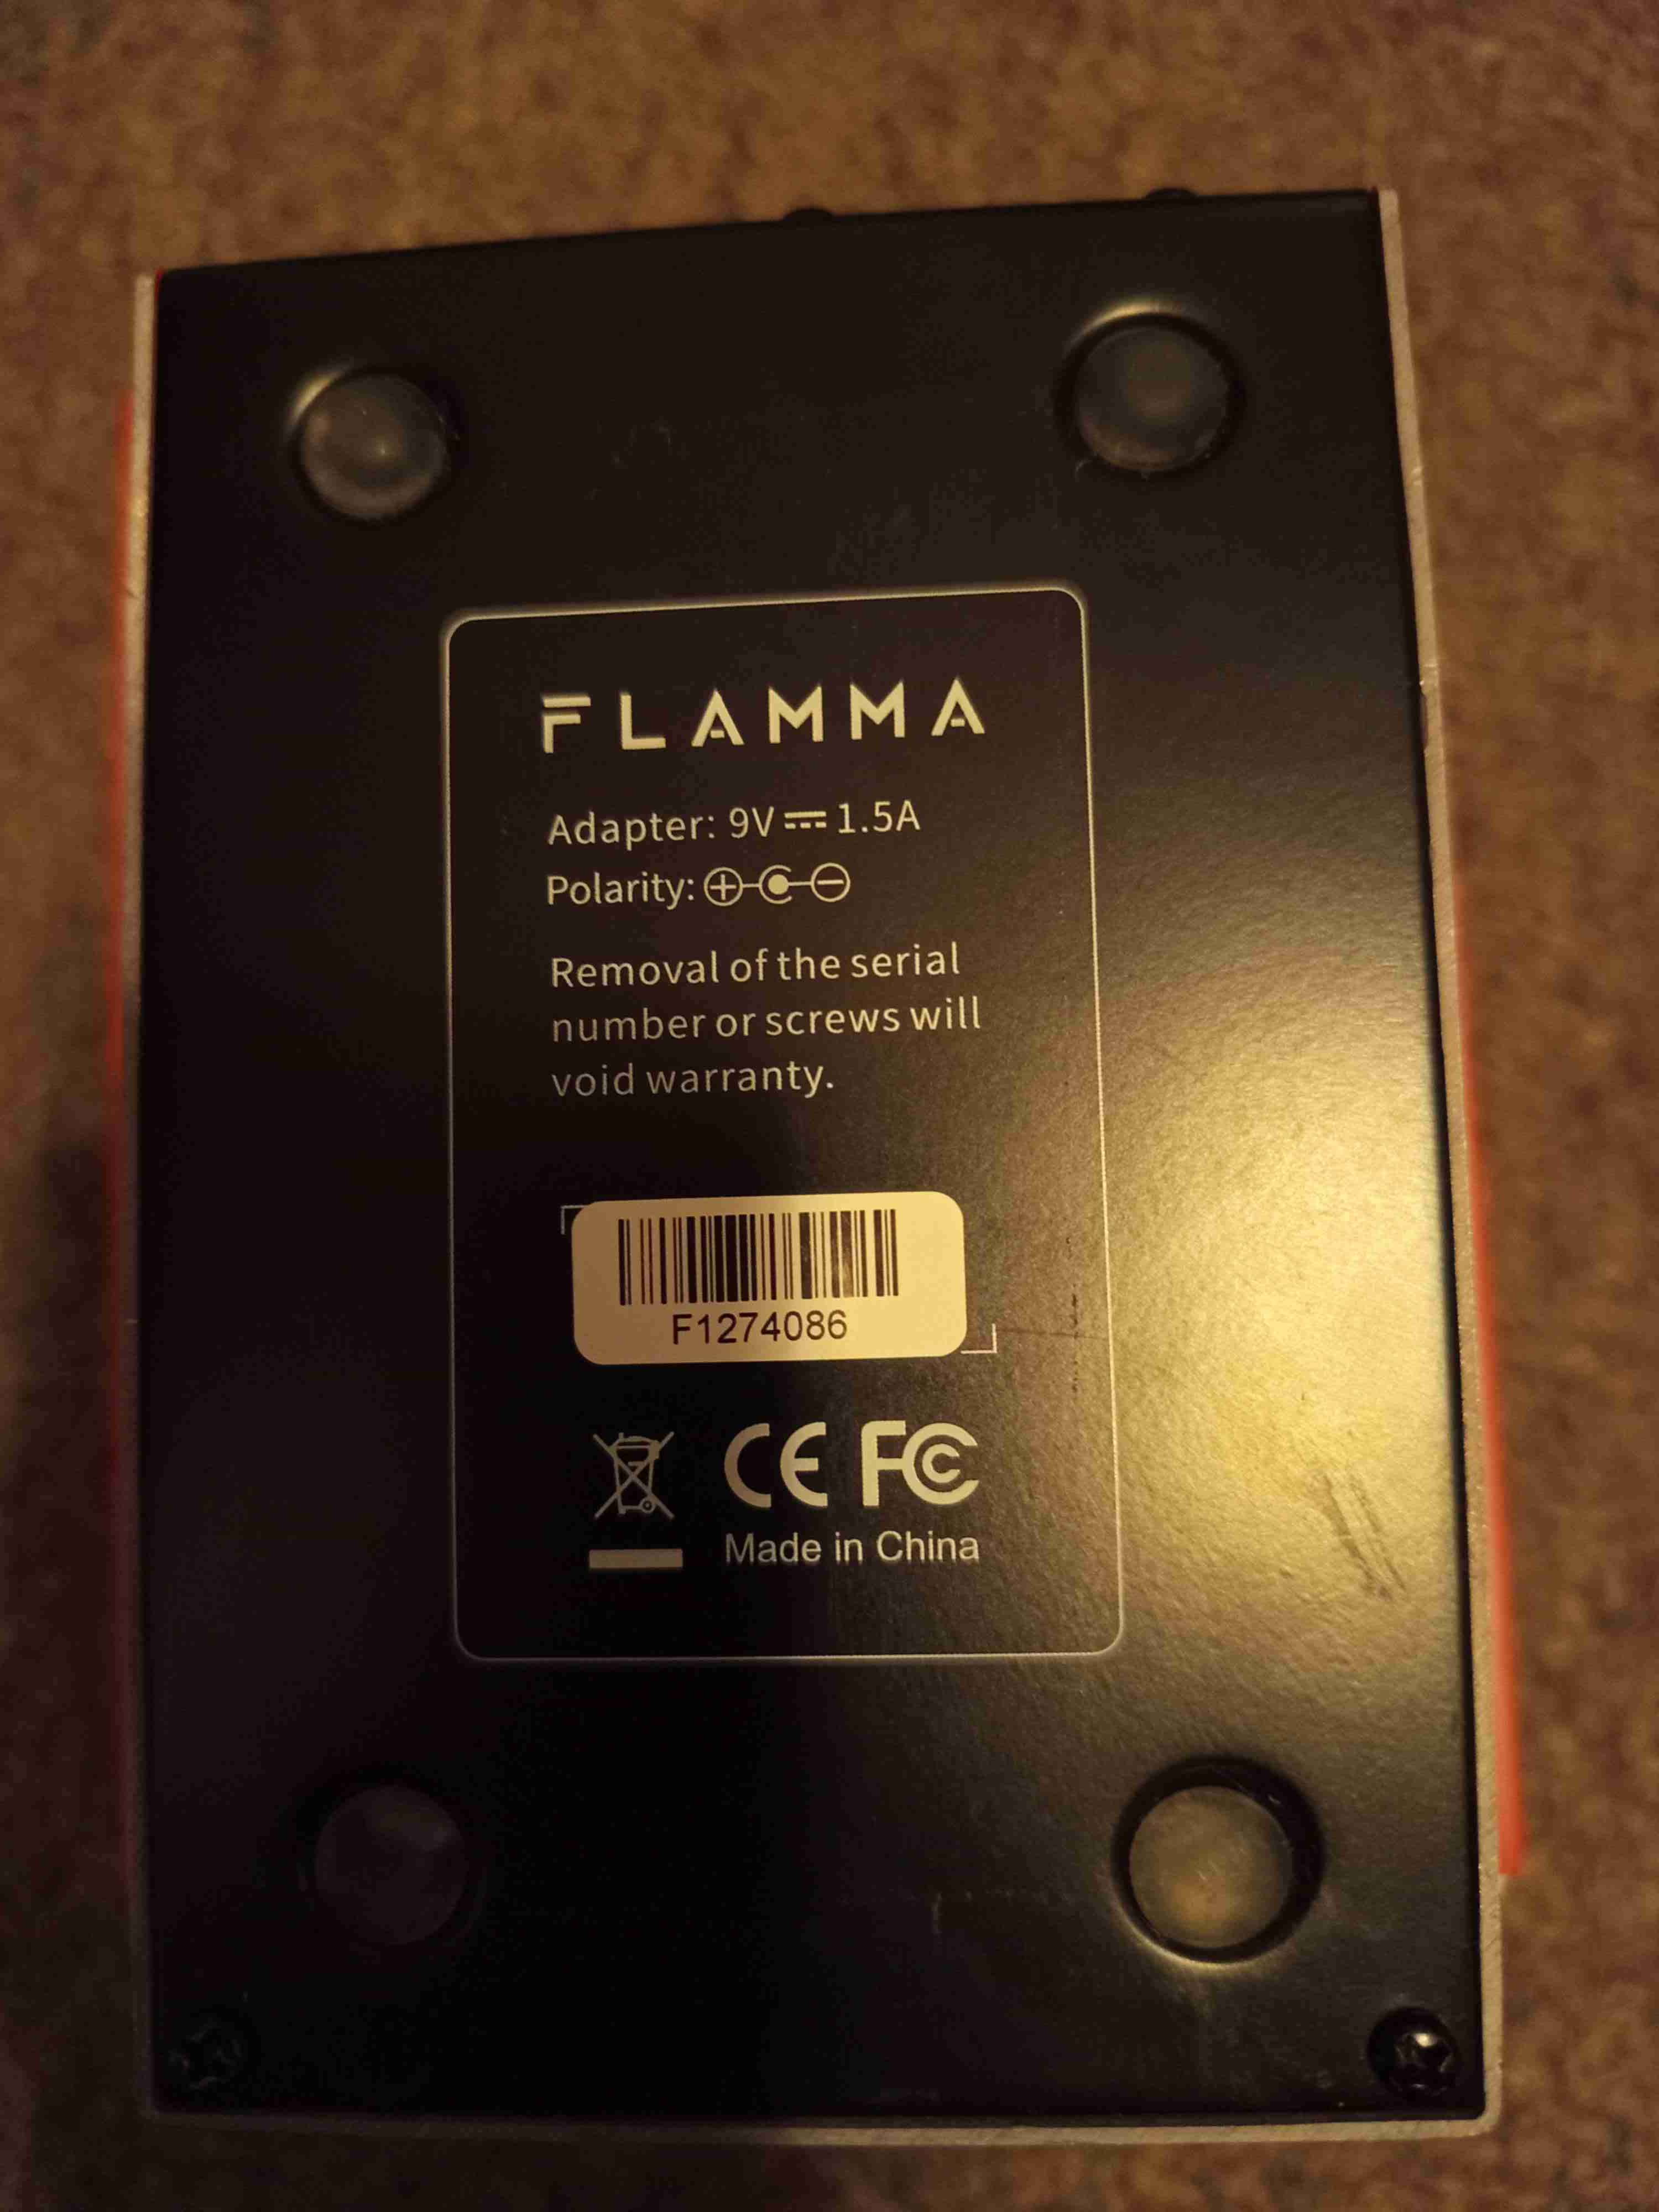 FLAMMA
Adapter: 9V⎓1.5A
Polarity:
Removal of the serial
number or screws will
void warranty.
F1274086
CE FC
Made in China